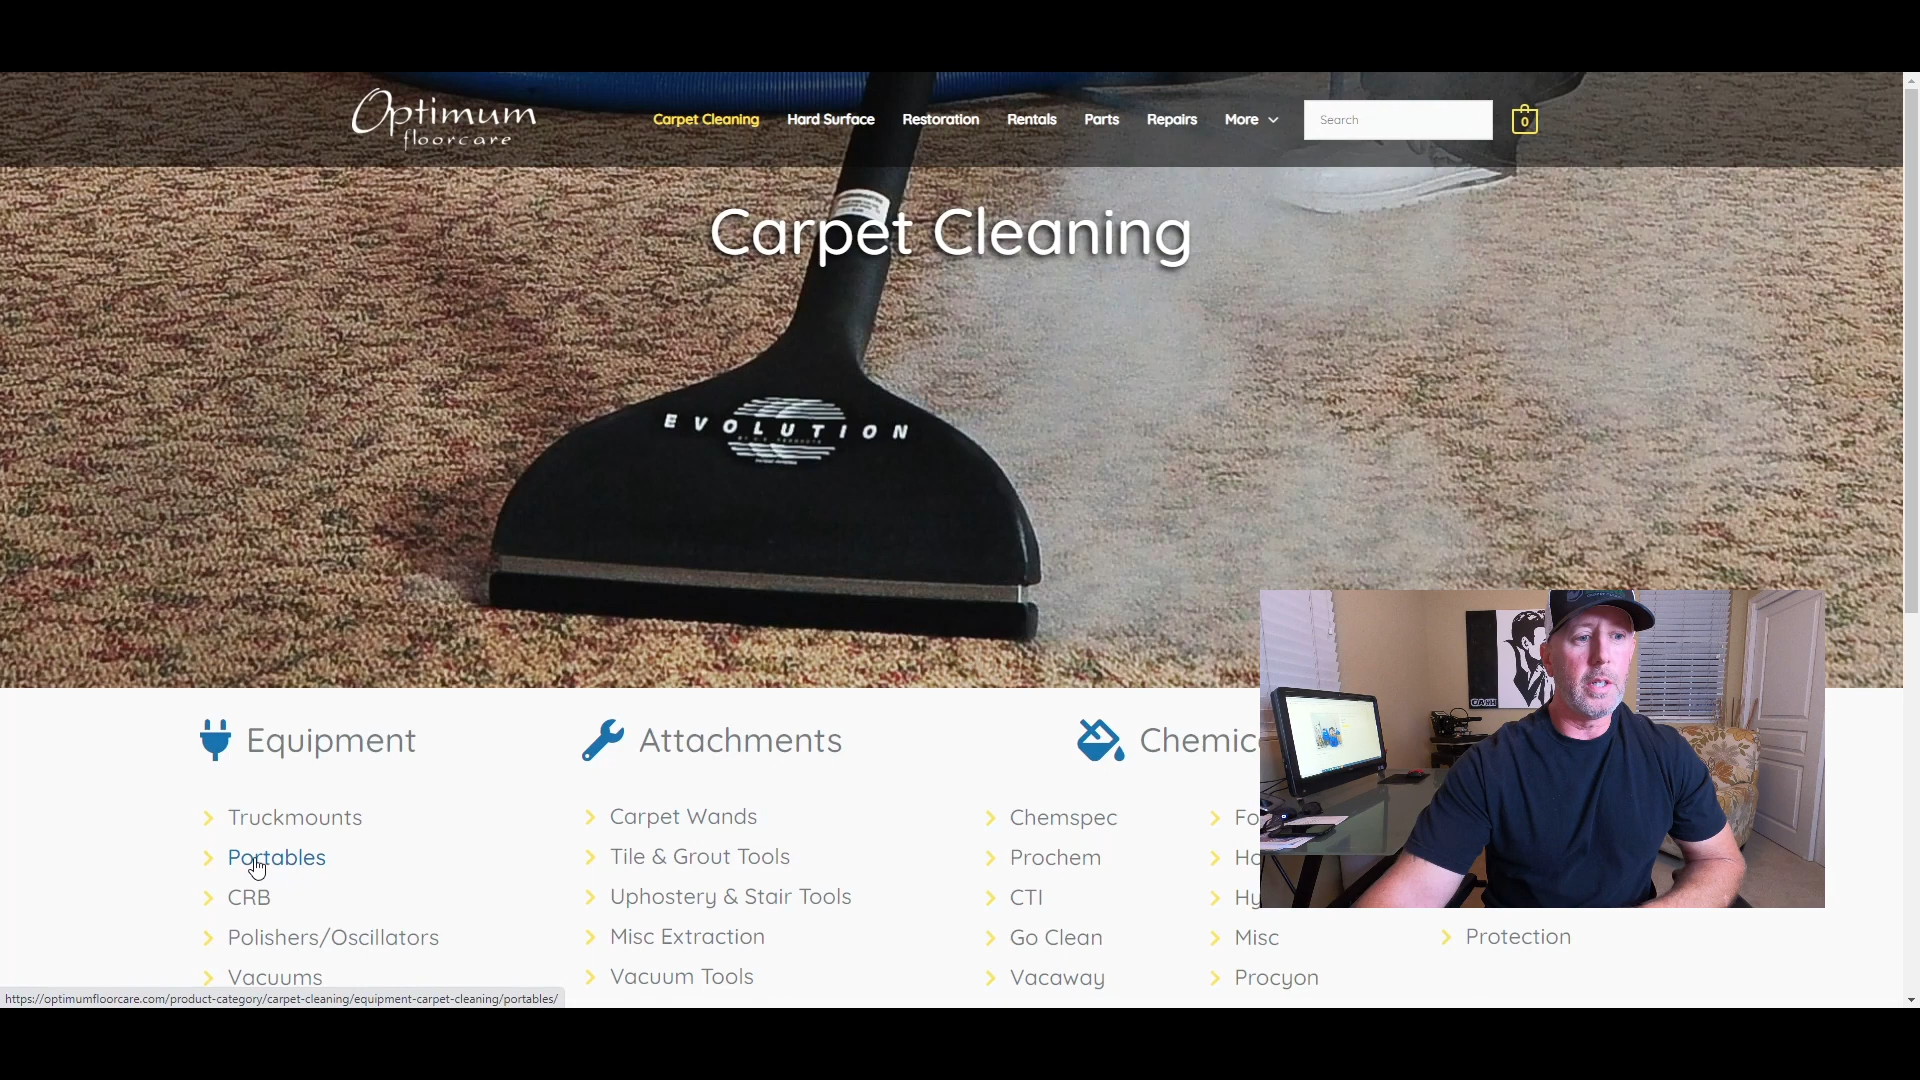 Optimum
floorcare
Carpet Cleaning Hard Surface Restoration Rentals Parts Repairs More Search 0
Carpet Cleaning
EVOLUTION
Equipment
Truckmounts
Portables
CRB
Polishers/Oscillators
Vacuums
Attachments
Carpet Wands
Tile & Grout Tools
Uphostery & Stair Tools
Misc Extraction
Vacuum Tools
Chemic
Chemspec
Prochem
CTI
Go Clean
Vacaway
Fo
Ho
Hy
Misc
Procyon
Protection
https://optimumfloorcare.com/product-category/carpet-cleaning/equipment-carpet-cleaning/portables/